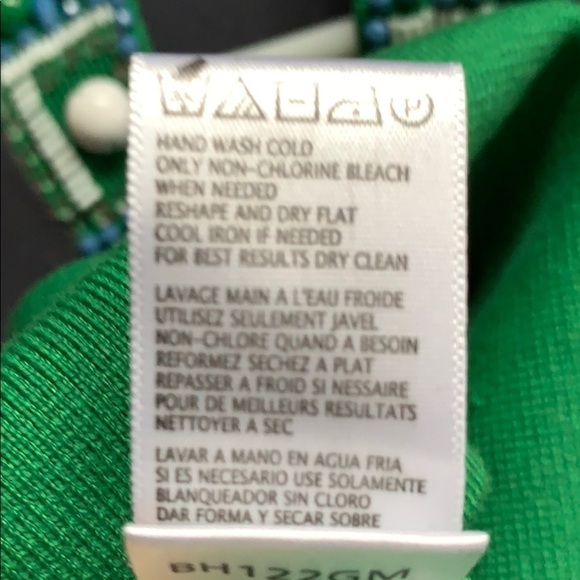 HAND WASH COLD
ONLY NON-CHLORINE BLEACH
WHEN NEEDED
RESHAPE AND DRY FLAT
COOL IRON IF NEEDED
FOR BEST RESULTS DRY CLEAN
LAVAGE MAIN A L'EAU FROIDE
UTILISEZ SEULEMENT JAVEL
NON-CHLORE QUAND A BESOIN
REFORMEZ SECHEZ A PLAT
REPASSER A FROID SI NESSAIRE
POUR DE MEILLEURS RESULTATS
NETTOYER A SEC
LAVAR A MANO EN AGUA FRIA
SI ES NECESARIO USE SOLAMENTE
BLANQUEADOR SIN CLORO
DAR FORMA Y SECAR SOBRE
BH122GM